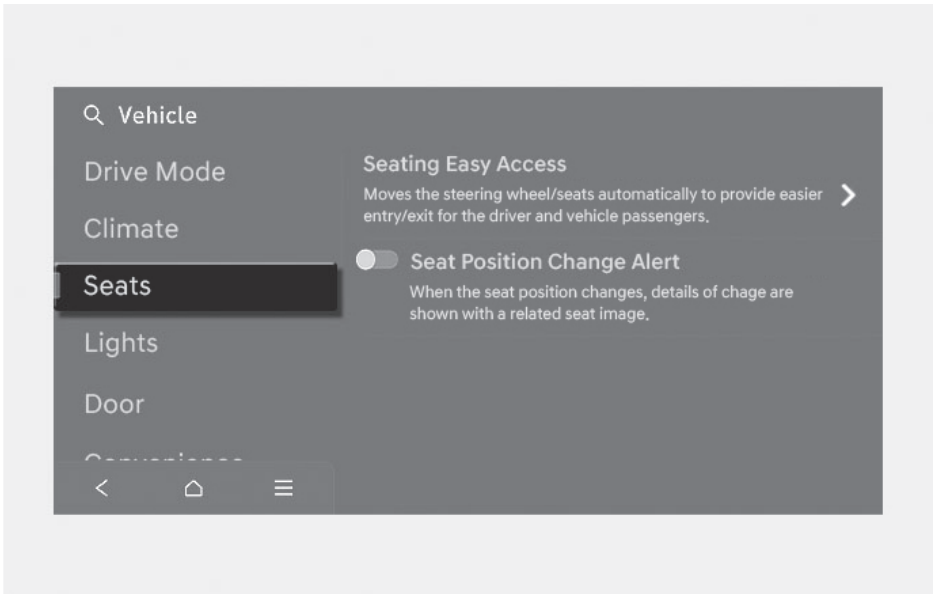 Vehicle
Drive Mode
Climate
Seats
Lights
Door
Seating Easy Access
Moves the steering wheel/seats automatically to provide easier
entry/exit for the driver and vehicle passengers.
Seat Position Change Alert
When the seat position changes, details of chage are
shown with a related seat image.